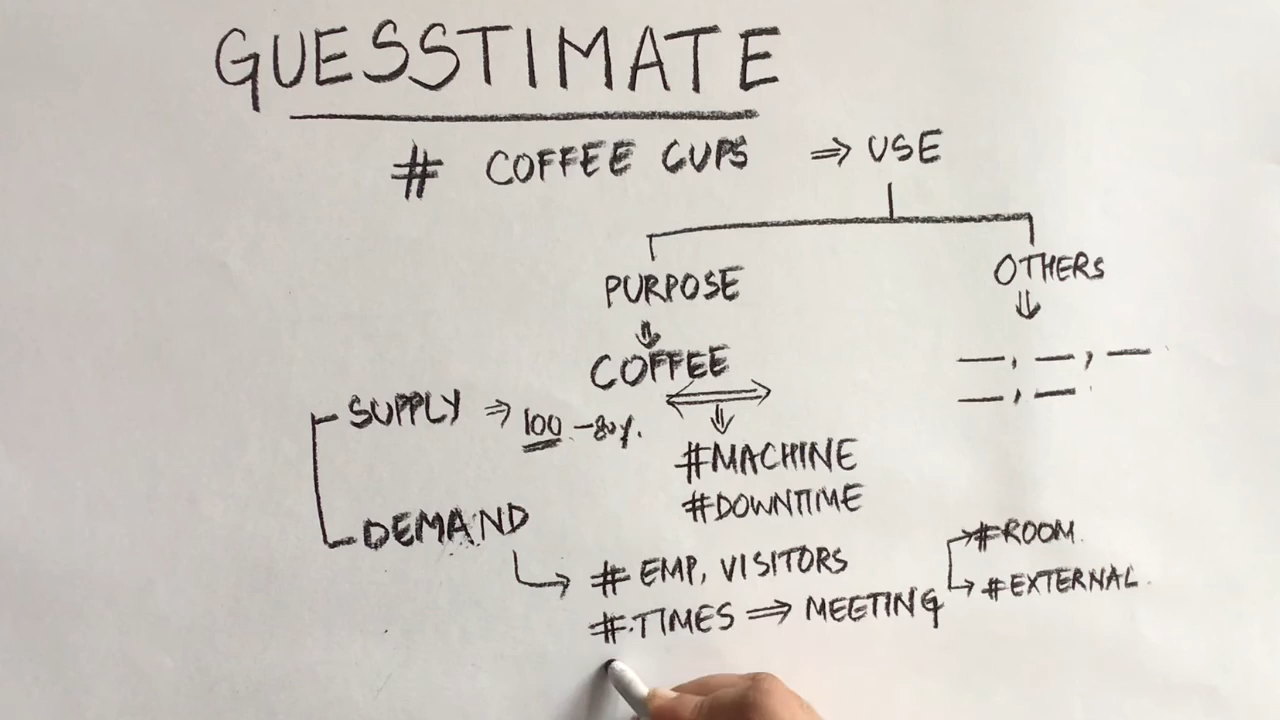 GUESSTIMATE
# COFFEE CUPS ⇒ USE
PURPOSE
OTHERS
COFFEE
SUPPLY ⇒ 100 - 80%.
#MACHINE
#DOWNTIME
DEMAND
# EMP, VISITORS
#ROOM
#EXTERNAL.
#.TIMES ⇒ MEETING